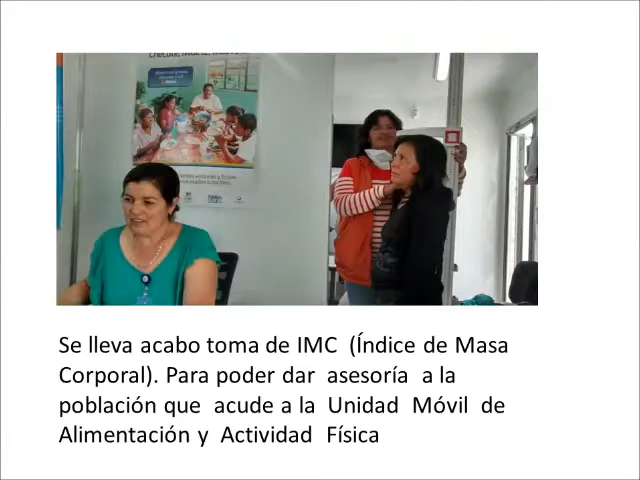 Se lleva acabo toma de IMC (Índice de Masa
Corporal). Para poder dar asesoría a la
población que acude a la Unidad Móvil de
Alimentación y Actividad Física